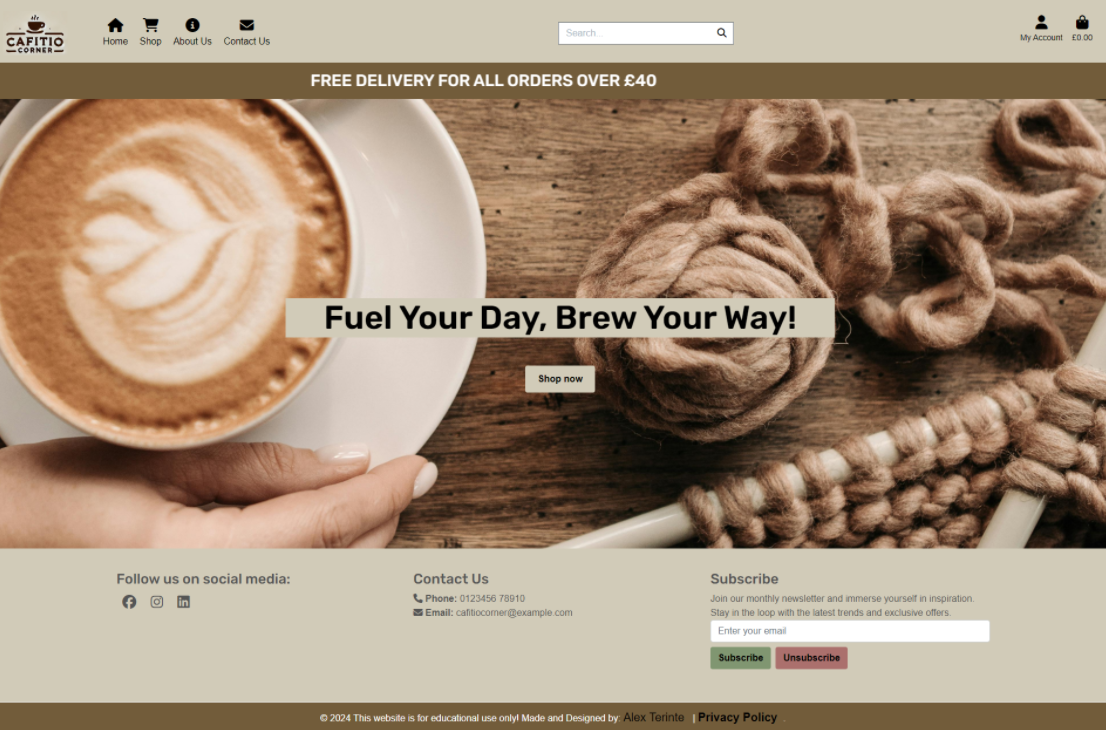 CAFITIO
CORNER
Home Shop About Us Contact Us
Search...
My Account £0.00
FREE DELIVERY FOR ALL ORDERS OVER £40
Fuel Your Day, Brew Your Way!
Shop now
Follow us on social media:
Contact Us
Phone: 0123456 78910
Email: cafitiocorner@example.com
Subscribe
Join our monthly newsletter and immerse yourself in inspiration.
Stay in the loop with the latest trends and exclusive offers.
Enter your email
Subscribe Unsubscribe
© 2024 This website is for educational use only! Made and Designed by: Alex Terinte | Privacy Policy .